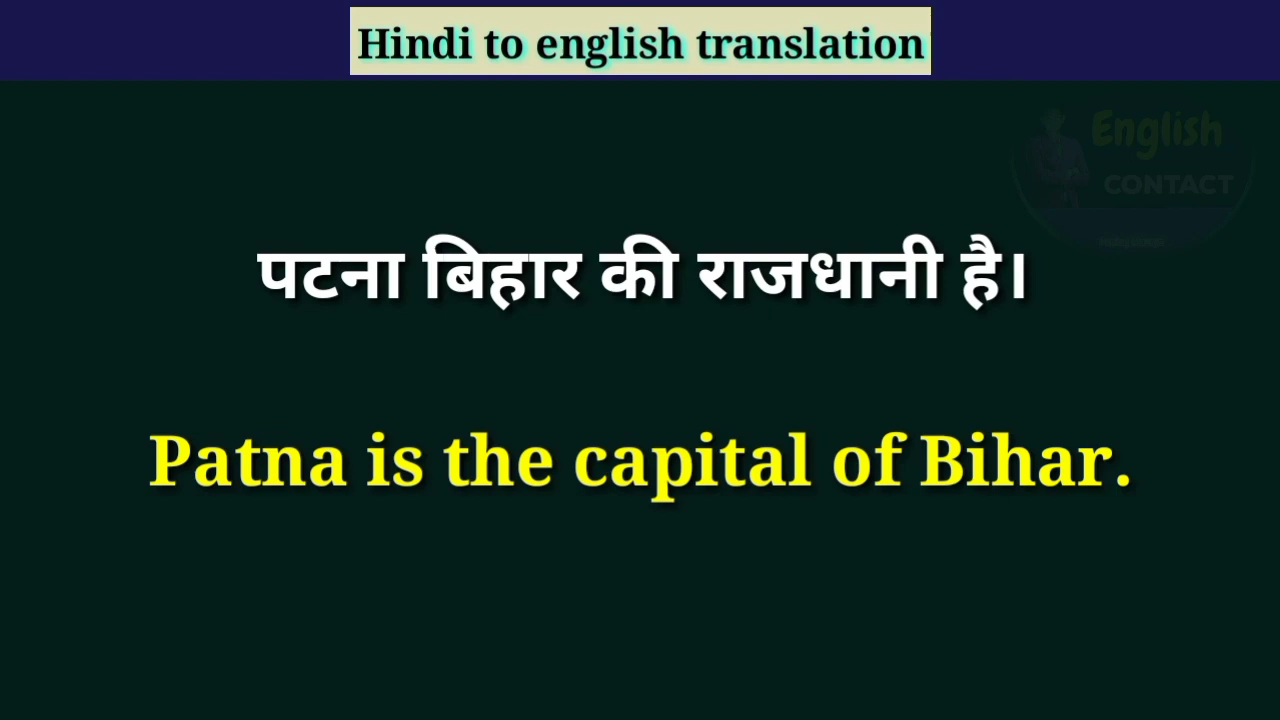 Hindi to english translation
English
CONTACT
पटना बिहार की राजधानी है।
Patna is the capital of Bihar.